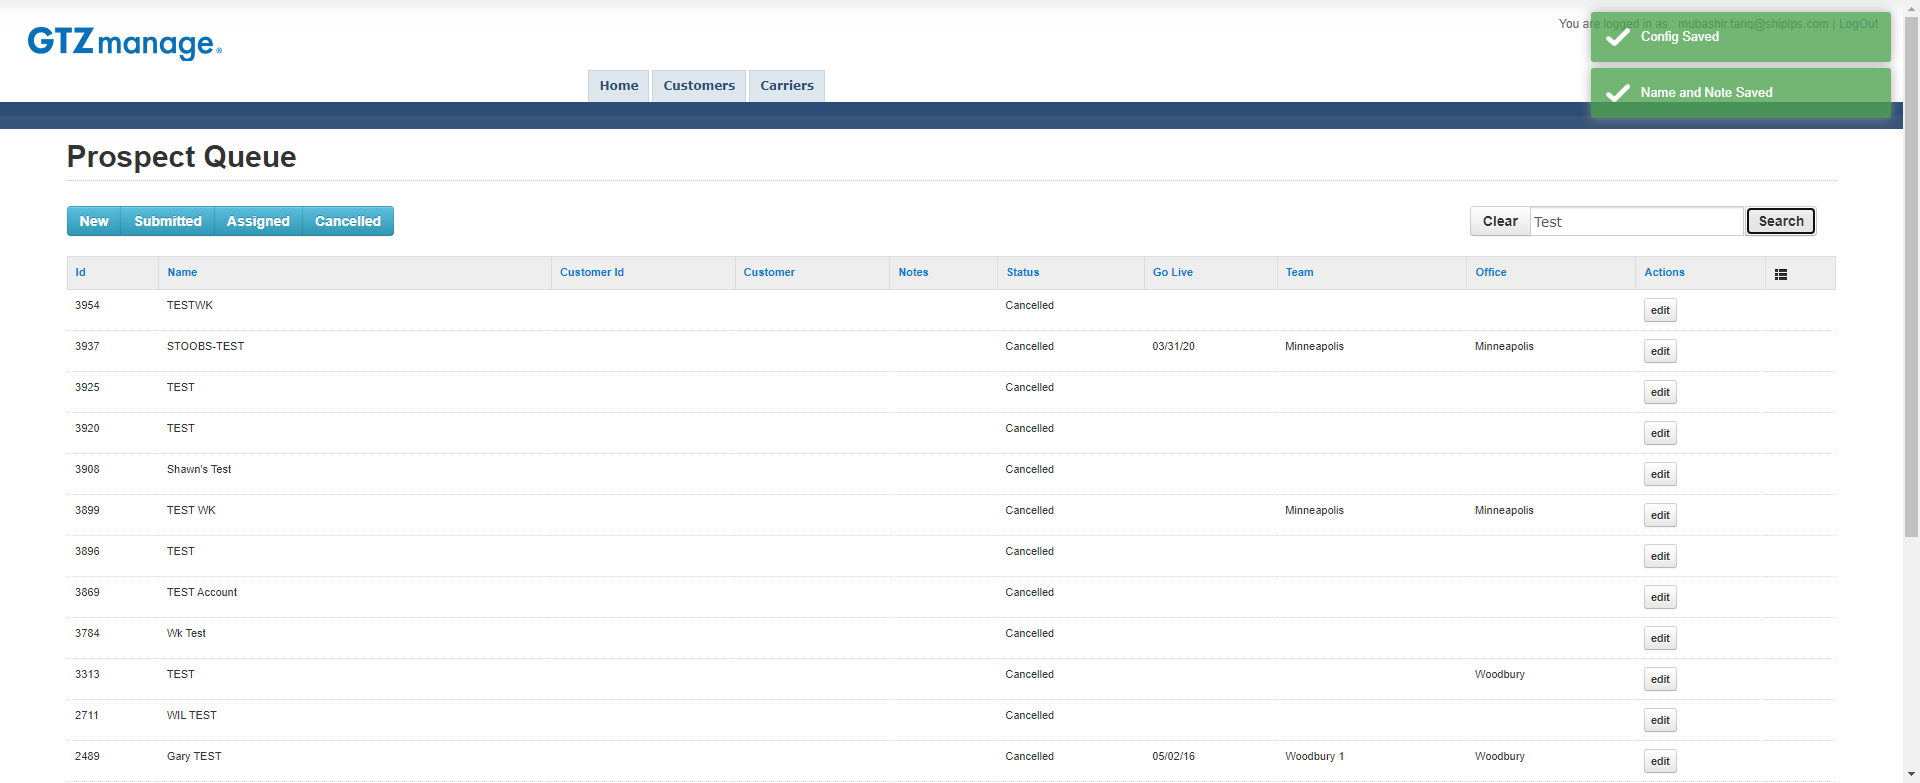 GTZmanage®
You are logged in as : mubashir.tariq@shiplps.com | LogOut
Config Saved
Name and Note Saved
Home Customers Carriers
Prospect Queue
New Submitted Assigned Cancelled Clear Test Search
Id Name Customer Id Customer Notes Status Go Live Team Office Actions
3954 TESTWK Cancelled edit
3937 STOOBS-TEST Cancelled 03/31/20 Minneapolis Minneapolis edit
3925 TEST Cancelled edit
3920 TEST Cancelled edit
3908 Shawn's Test Cancelled edit
3899 TEST WK Cancelled Minneapolis Minneapolis edit
3896 TEST Cancelled edit
3869 TEST Account Cancelled edit
3784 Wk Test Cancelled edit
3313 TEST Cancelled Woodbury edit
2711 WIL TEST Cancelled edit
2489 Gary TEST Cancelled 05/02/16 Woodbury 1 Woodbury edit